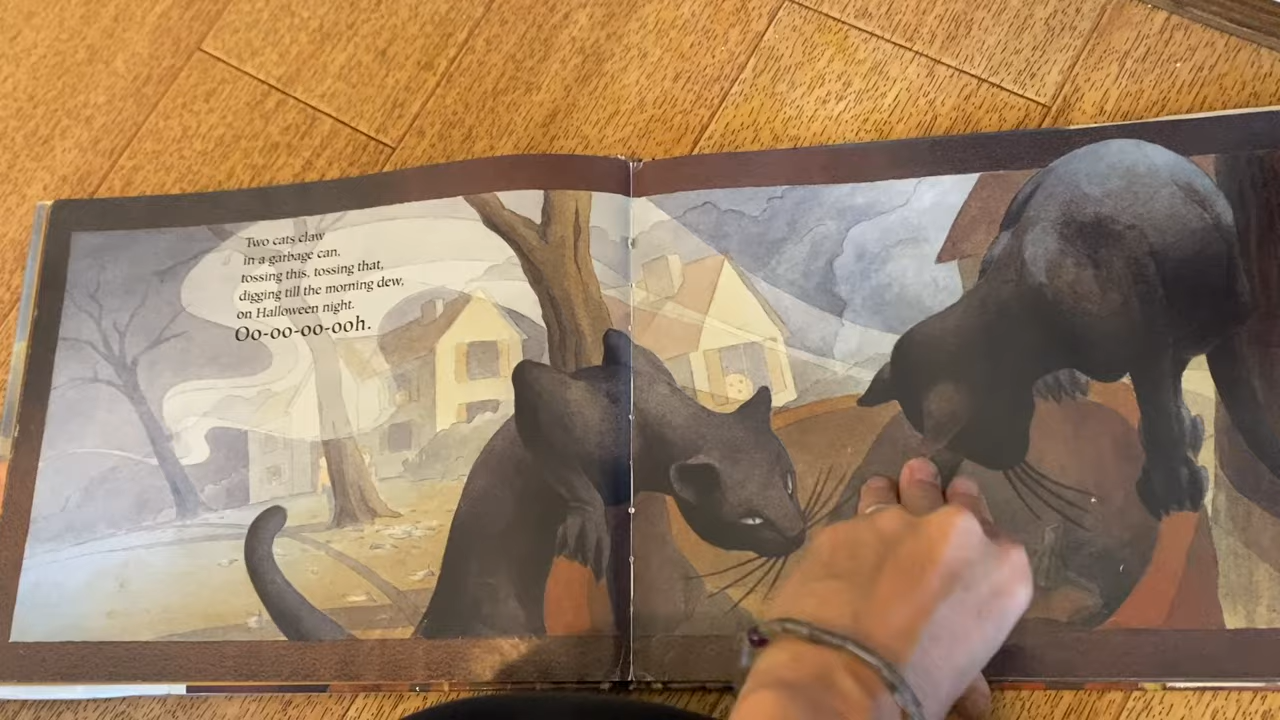 Two cats claw
in a garbage can,
tossing this, tossing that,
digging till the morning dew,
on Halloween night.
Oo-oo-oo-ooh.